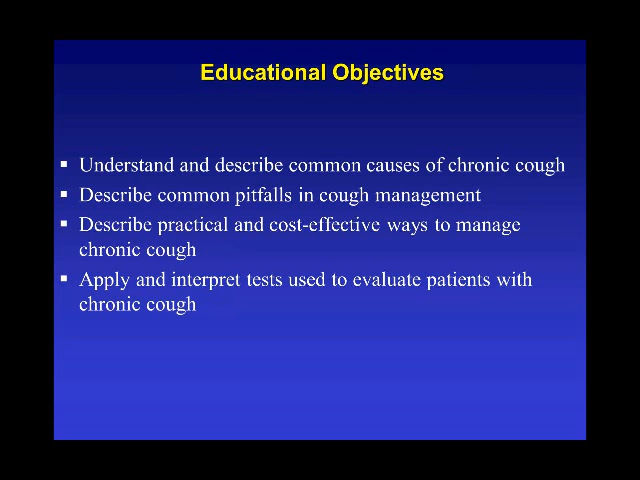 Educational Objectives
▪ Understand and describe common causes of chronic cough
▪ Describe common pitfalls in cough management
▪ Describe practical and cost-effective ways to manage
chronic cough
▪ Apply and interpret tests used to evaluate patients with
chronic cough